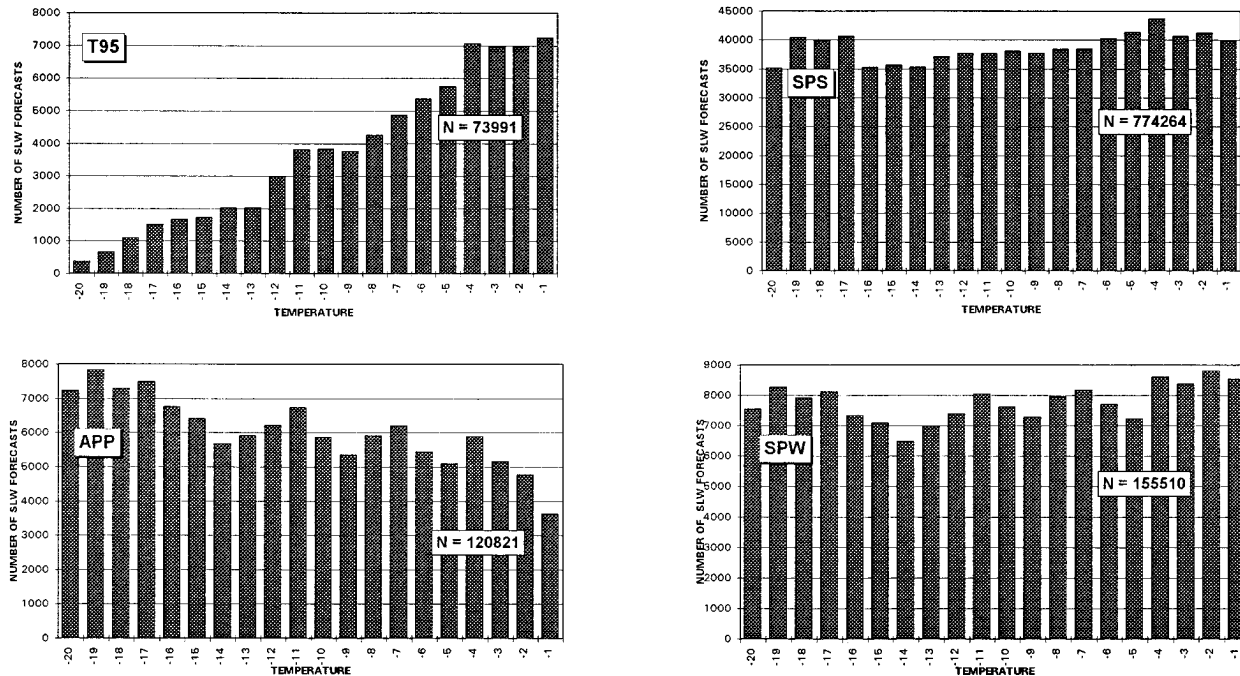 T95
N = 73991
NUMBER OF SLW FORECASTS
8000
7000
6000
5000
4000
3000
2000
1000
0
-20 -19 -18 -17 -16 -15 -14 -13 -12 -11 -10 -9 -8 -7 -6 -5 -4 -3 -2 -1
TEMPERATURE
SPS
N = 774264
NUMBER OF SLW FORECASTS
45000
40000
35000
30000
25000
20000
15000
10000
5000
0
-20 -19 -18 -17 -16 -15 -14 -13 -12 -11 -10 -9 -8 -7 -6 -5 -4 -3 -2 -1
TEMPERATURE
APP
N = 120821
NUMBER OF SLW FORECASTS
8000
7000
6000
5000
4000
3000
2000
1000
0
-20 -19 -18 -17 -16 -15 -14 -13 -12 -11 -10 -9 -8 -7 -6 -5 -4 -3 -2 -1
TEMPERATURE
SPW
N = 155510
NUMBER OF SLW FORECASTS
9000
8000
7000
6000
5000
4000
3000
2000
1000
0
-20 -19 -18 -17 -16 -15 -14 -13 -12 -11 -10 -9 -8 -7 -6 -5 -4 -3 -2 -1
TEMPERATURE